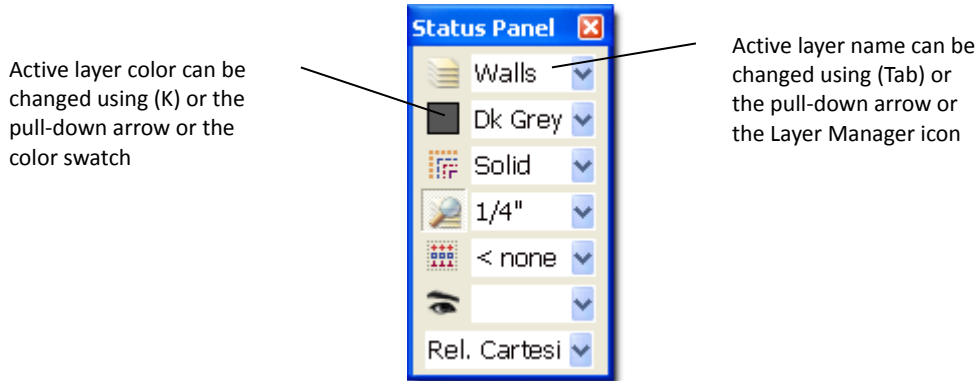 Active layer color can be
changed using (K) or the
pull-down arrow or the
color swatch
Status Panel
Walls
Dk Grey
Solid
1/4"
< none
Rel. Cartesi
Active layer name can be
changed using (Tab) or
the pull-down arrow or
the Layer Manager icon